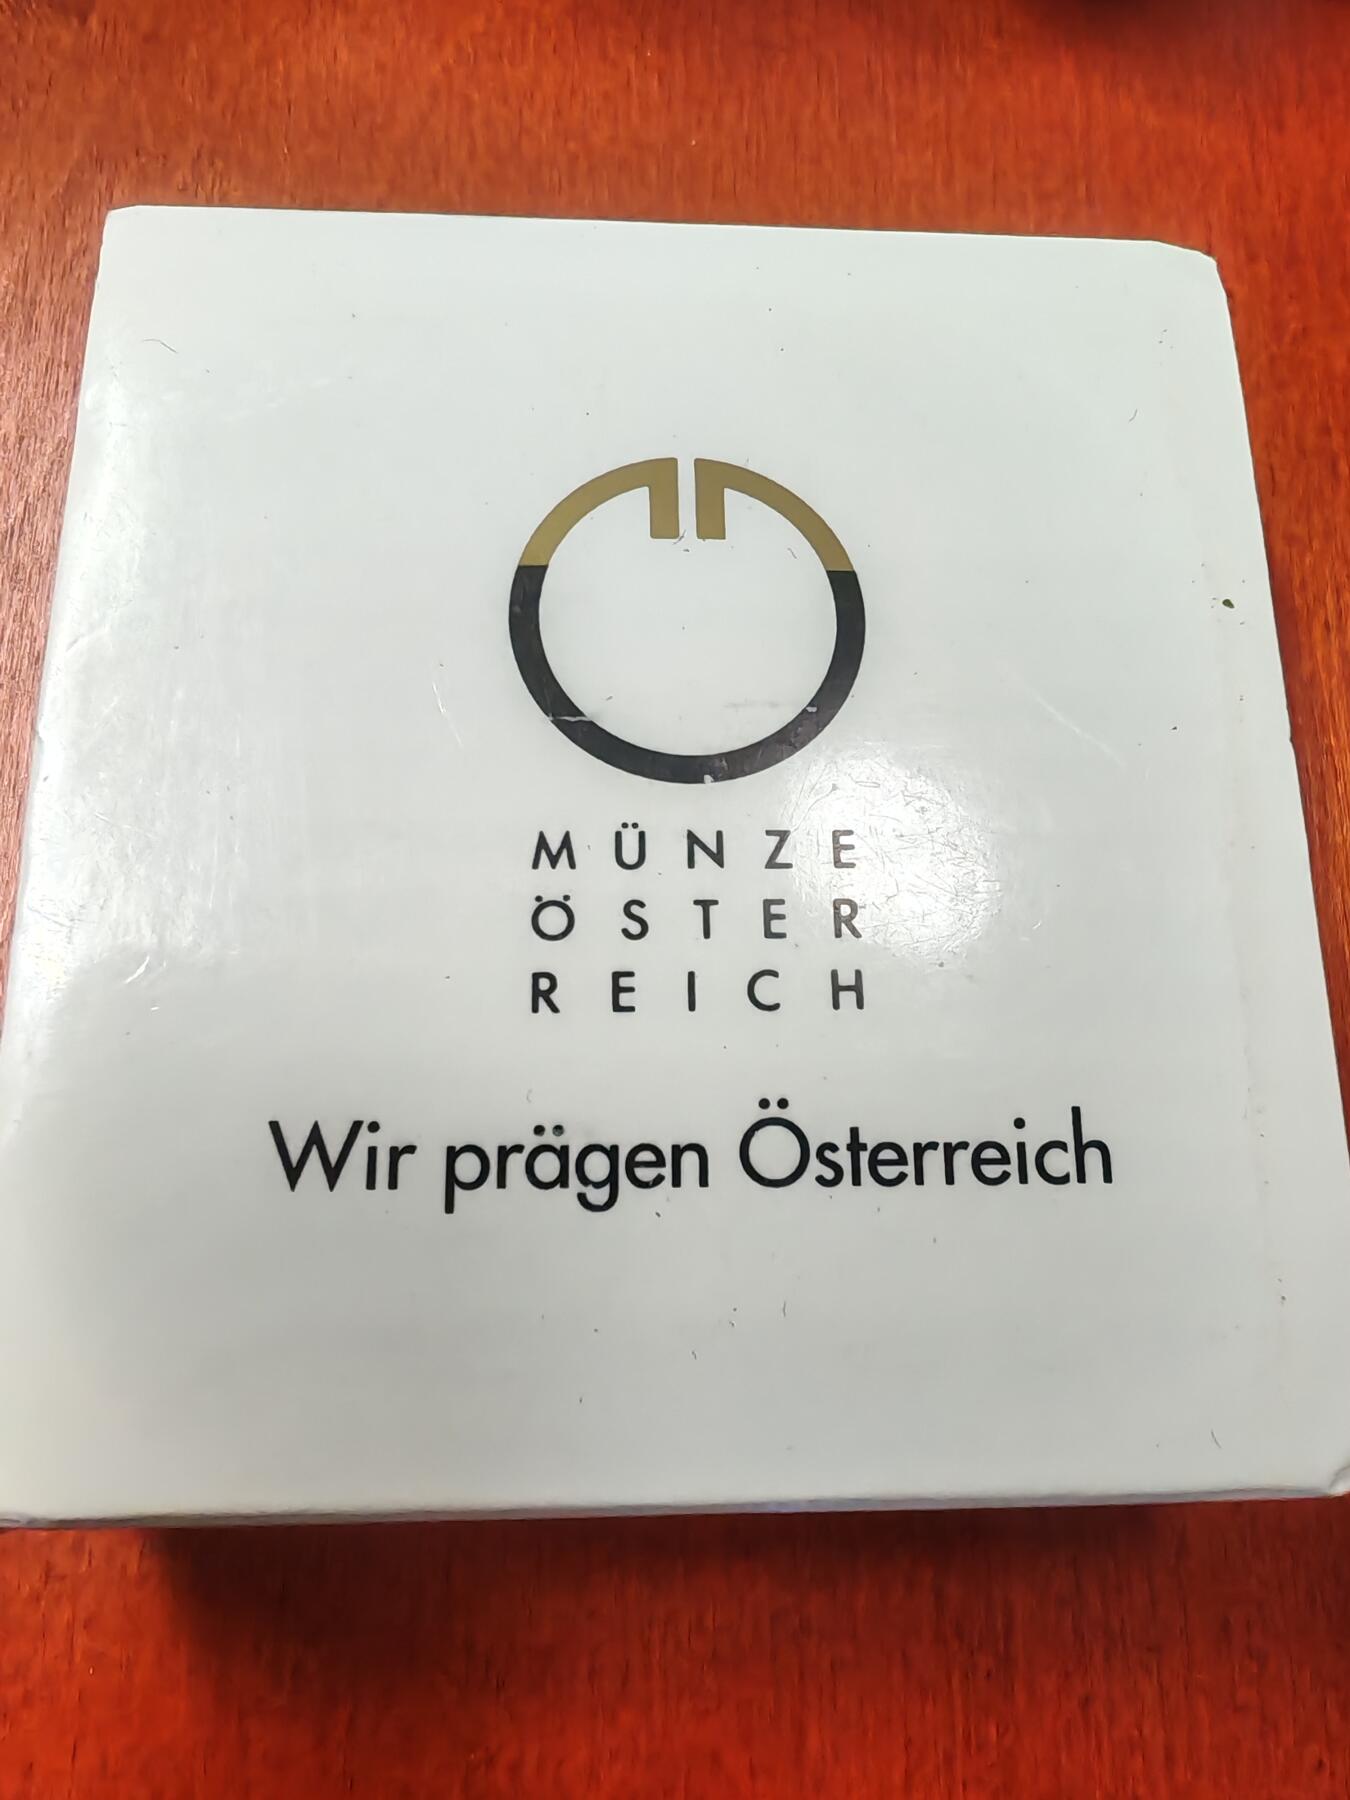 MÜNZE
ÖSTER
REICH
Wir prägen Österreich